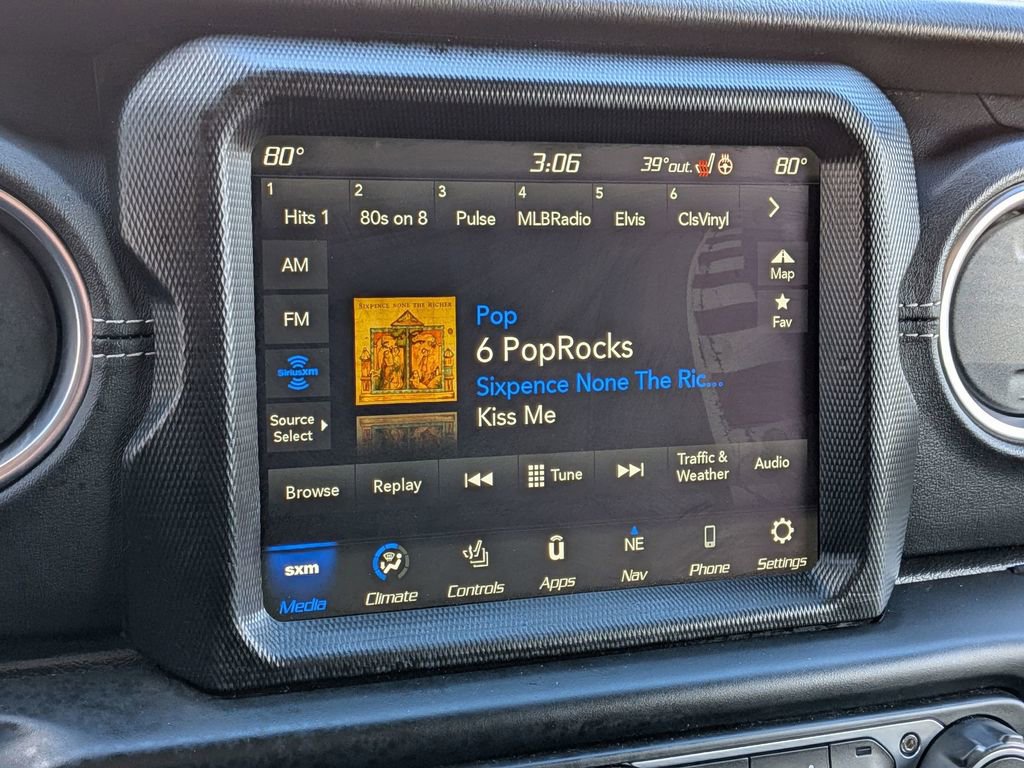 80° 3:06 39°out. 80°
1 2 3 4 5 6
Hits 1 80s on 8 Pulse MLBRadio Elvis ClsVinyl
AM
Map
FM
Fav
SiriusXM
Source
Select
SIXPENCE NONE THE RICHER
Pop
6 PopRocks
Sixpence None The Ric...
Kiss Me
Browse Replay Tune Traffic &
Weather Audio
sxm û NE
Media Climate Controls Apps Nav Phone Settings